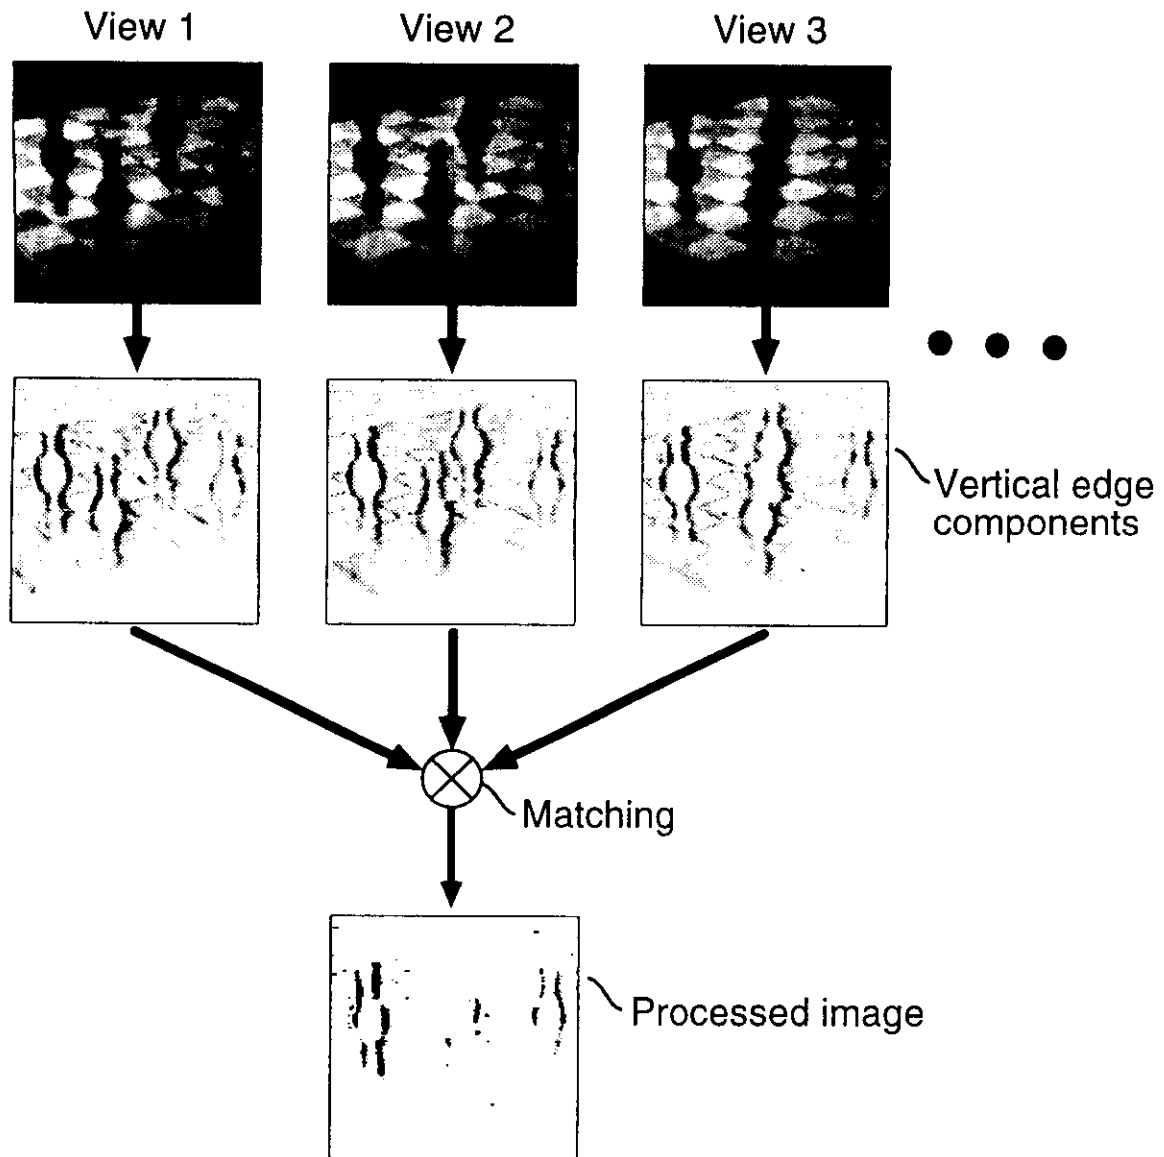 View 1
View 2
View 3
Vertical edge
components
Matching
Processed image